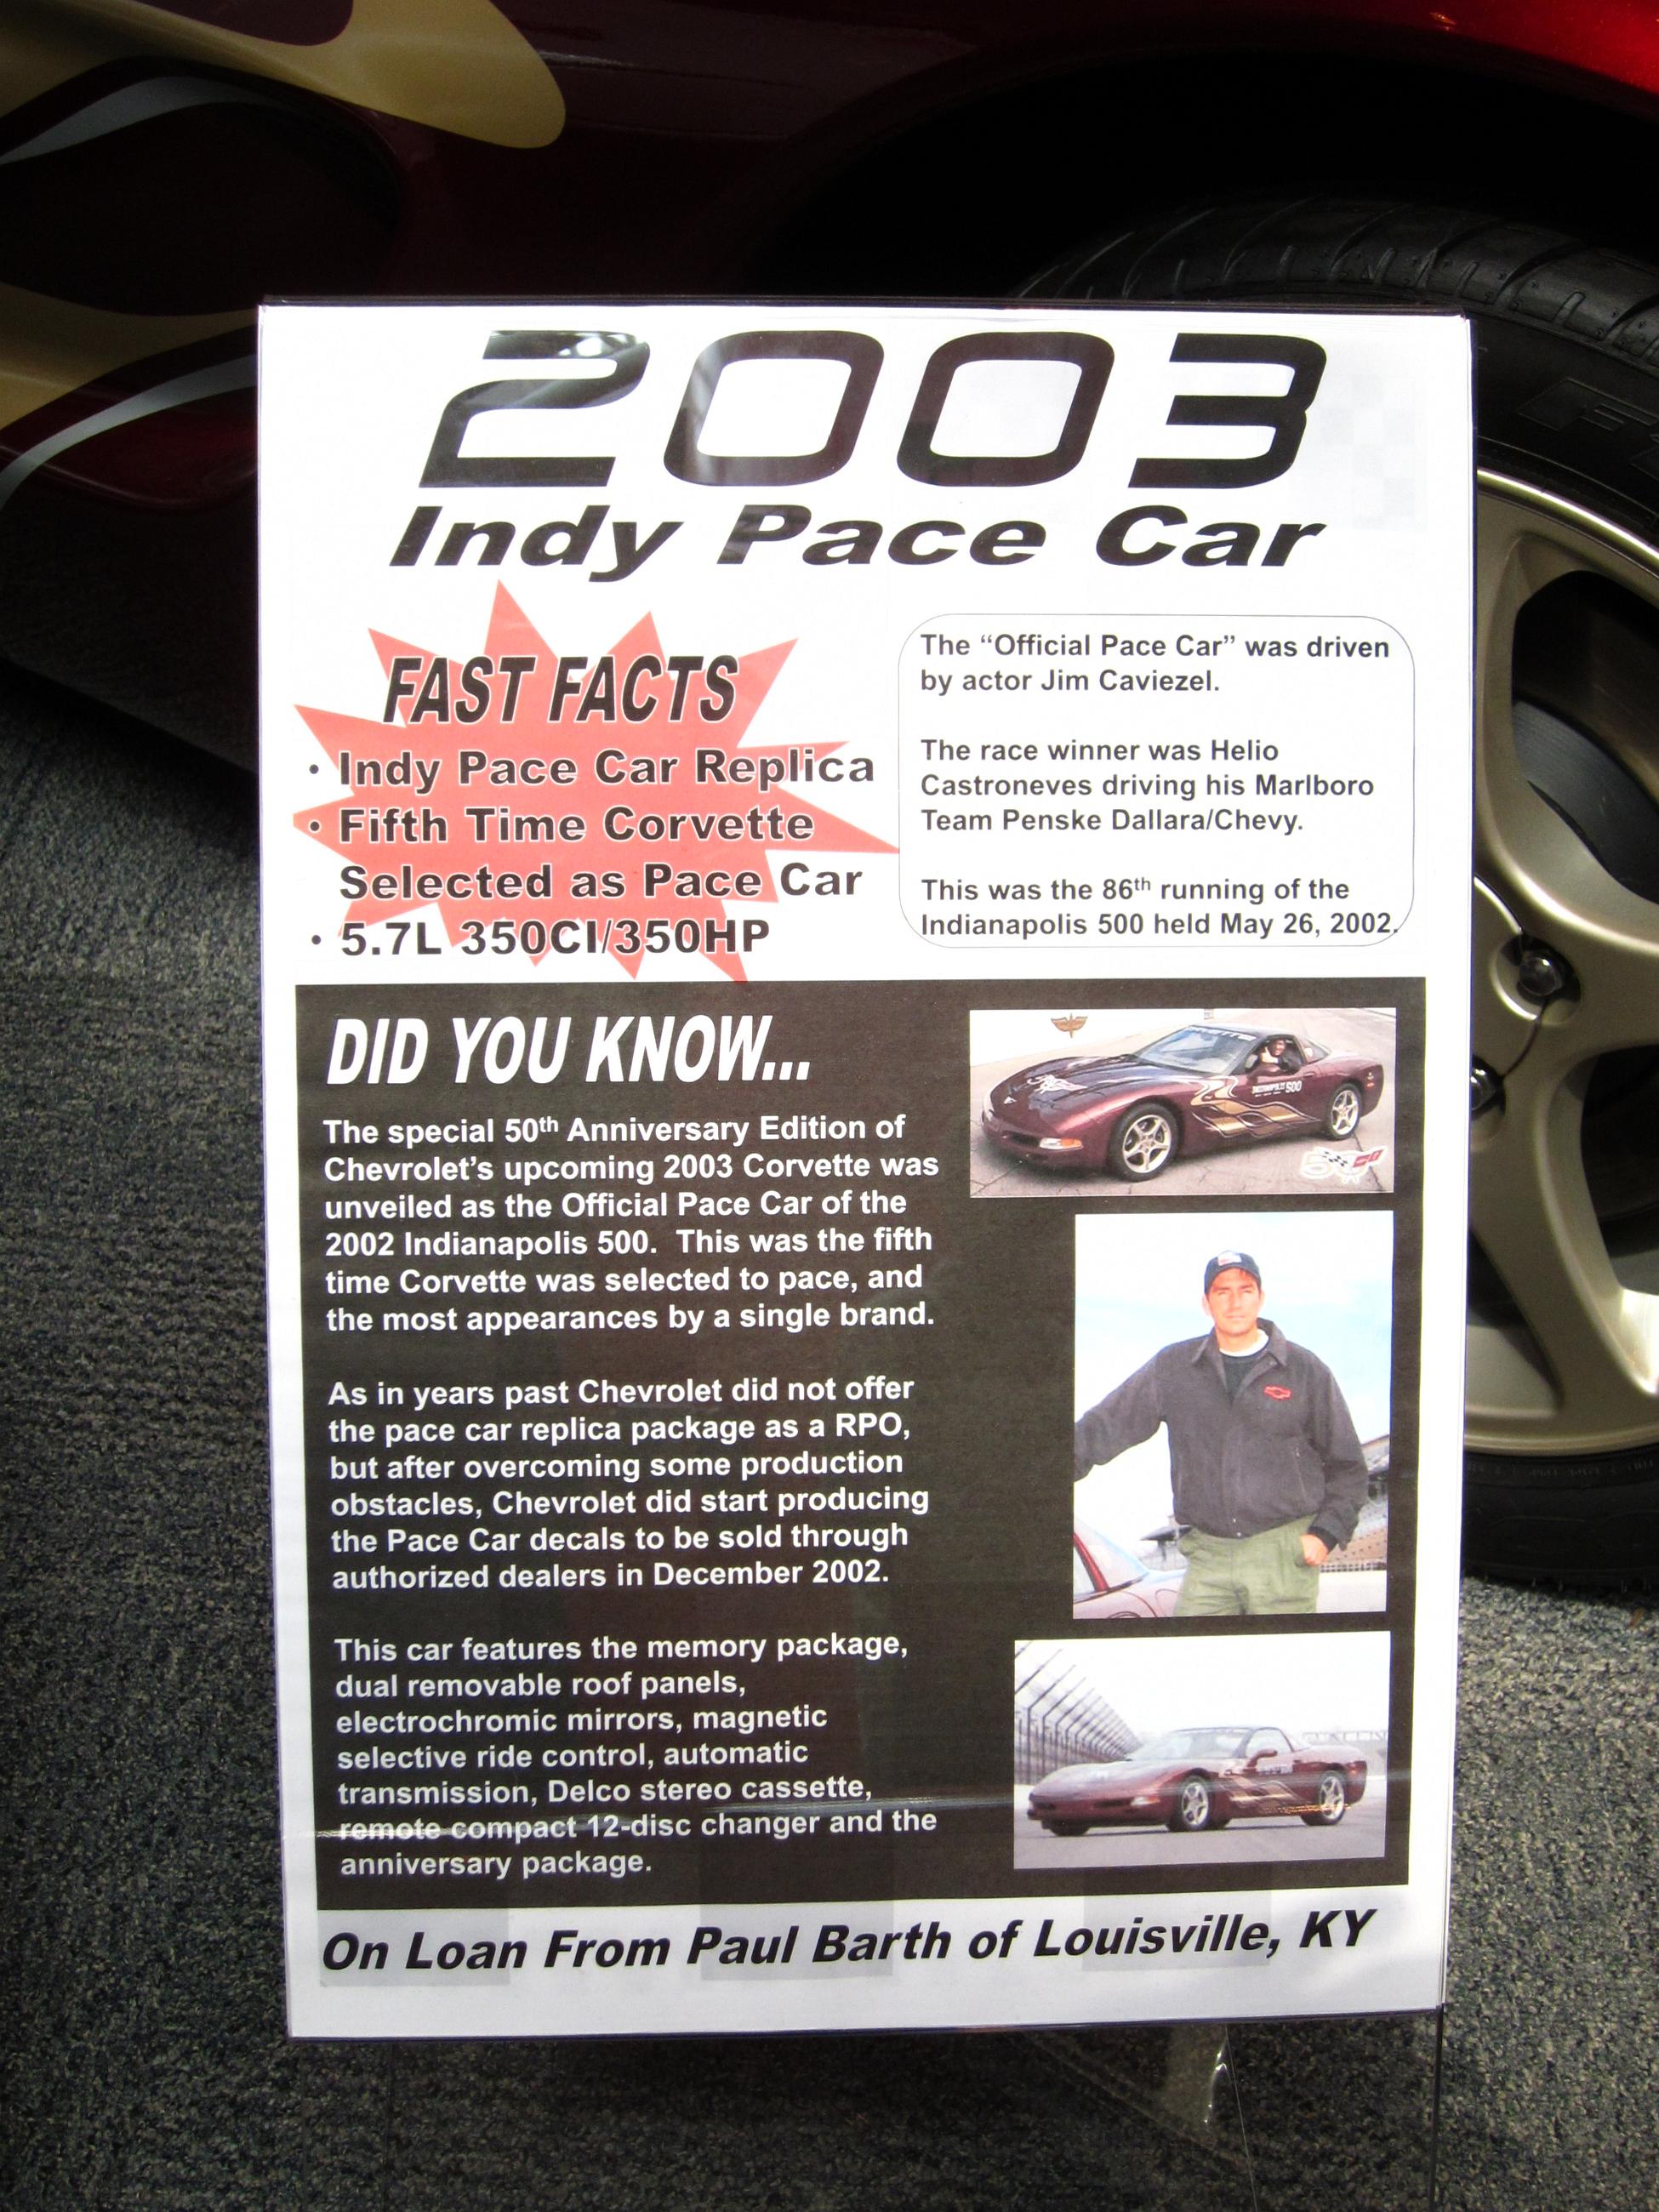 2003
Indy Pace Car
FAST FACTS
• Indy Pace Car Replica
• Fifth Time Corvette
Selected as Pace Car
• 5.7L 350CI/350HP
The “Official Pace Car” was driven
by actor Jim Caviezel.
The race winner was Helio
Castroneves driving his Marlboro
Team Penske Dallara/Chevy.
This was the 86th running of the
Indianapolis 500 held May 26, 2002.
DID YOU KNOW...
The special 50th Anniversary Edition of
Chevrolet’s upcoming 2003 Corvette was
unveiled as the Official Pace Car of the
2002 Indianapolis 500. This was the fifth
time Corvette was selected to pace, and
the most appearances by a single brand.
As in years past Chevrolet did not offer
the pace car replica package as a RPO,
but after overcoming some production
obstacles, Chevrolet did start producing
the Pace Car decals to be sold through
authorized dealers in December 2002.
This car features the memory package,
dual removable roof panels,
electrochromic mirrors, magnetic
selective ride control, automatic
transmission, Delco stereo cassette,
remote compact 12-disc changer and the
anniversary package.
INDIANAPOLIS 500
50
On Loan From Paul Barth of Louisville, KY